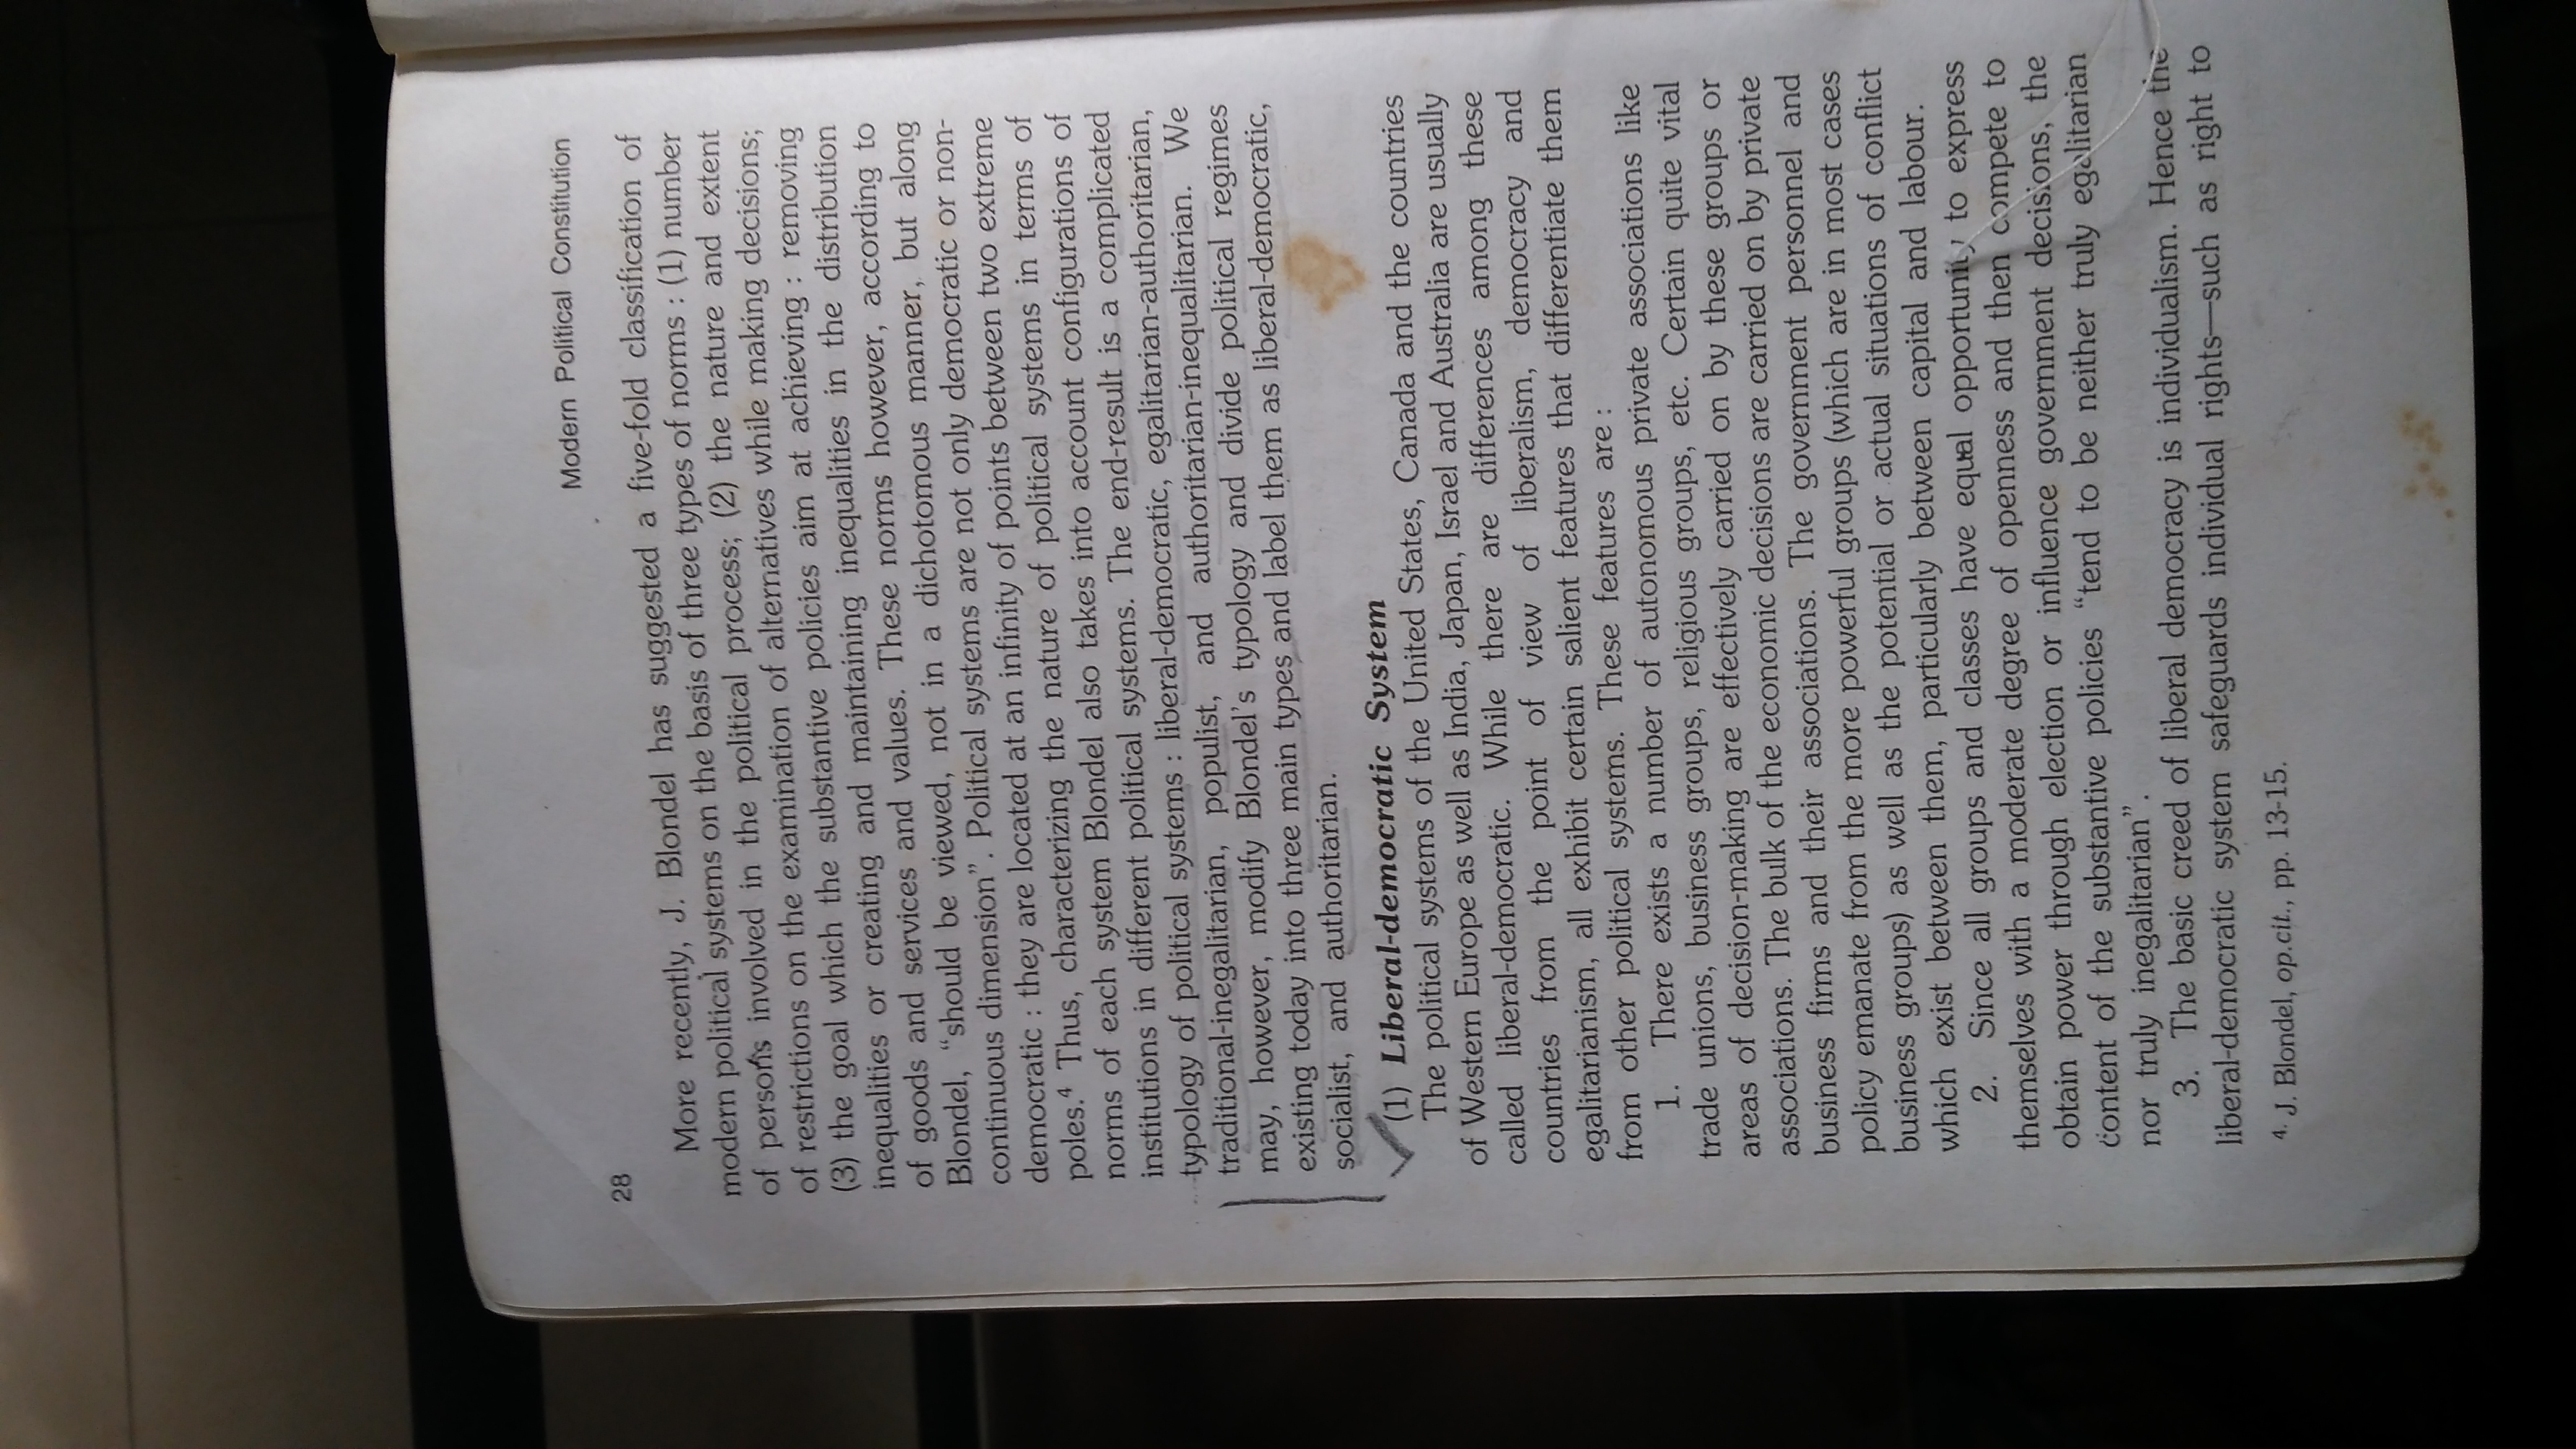 28
Modern Political Constitution
More recently, J. Blondel has suggested a five-fold classification of
modern political systems on the basis of three types of norms : (1) number
of persons involved in the political process; (2) the nature and extent
of restrictions on the examination of alternatives while making decisions;
(3) the goal which the substantive policies aim at achieving : removing
inequalities or creating and maintaining inequalities in the distribution
of goods and services and values. These norms however, according to
Blondel, “should be viewed, not in a dichotomous manner, but along
continuous dimension”. Political systems are not only democratic or non-
democratic : they are located at an infinity of points between two extreme
poles.⁴ Thus, characterizing the nature of political systems in terms of
norms of each system Blondel also takes into account configurations of
institutions in different political systems. The end-result is a complicated
typology of political systems : liberal-democratic, egalitarian-authoritarian,
traditional-inegalitarian, populist, and authoritarian-inequalitarian. We
may, however, modify Blondel's typology and divide political regimes
existing today into three main types and label them as liberal-democratic,
socialist, and authoritarian.
(1) Liberal-democratic System
The political systems of the United States, Canada and the countries
of Western Europe as well as India, Japan, Israel and Australia are usually
called liberal-democratic. While there are differences among these
countries from the point of view of liberalism, democracy and
egalitarianism, all exhibit certain salient features that differentiate them
from other political systems. These features are :
1. There exists a number of autonomous private associations like
trade unions, business groups, religious groups, etc. Certain quite vital
areas of decision-making are effectively carried on by these groups or
associations. The bulk of the economic decisions are carried on by private
business firms and their associations. The government personnel and
policy emanate from the more powerful groups (which are in most cases
business groups) as well as the potential or actual situations of conflict
which exist between them, particularly between capital and labour.
2. Since all groups and classes have equal opportunity to express
themselves with a moderate degree of openness and then compete to
obtain power through election or influence government decisions, the
content of the substantive policies “tend to be neither truly egalitarian
nor truly inegalitarian”.
3. The basic creed of liberal democracy is individualism. Hence the
liberal-democratic system safeguards individual rights—such as right to
4. J. Blondel, op.cit., pp. 13-15.